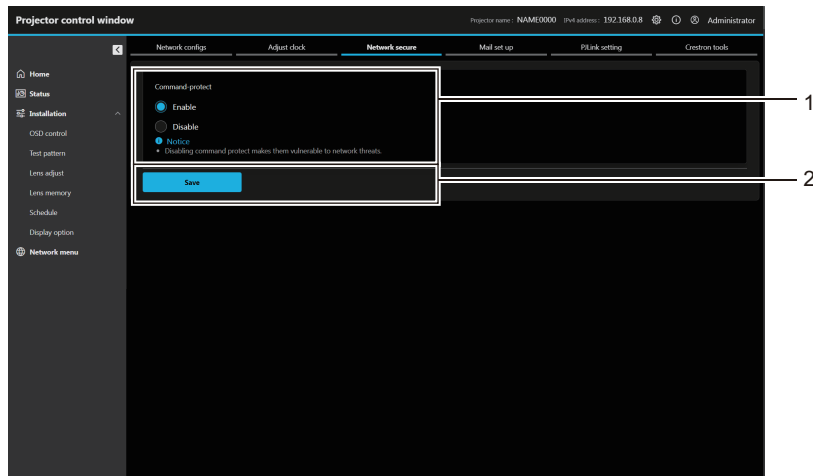 Projector control window
Projector name : NAME0000 IPv4 address : 192.168.0.8 Administrator
Network configs Adjust clock Network secure Mail set up PJLink setting Crestron tools
Home
Status
Installation
OSD control
Test pattern
Lens adjust
Lens memory
Schedule
Display option
Network menu
Command-protect
Enable
Disable
Notice
• Disabling command protect makes them vulnerable to network threats.
Save
1
2